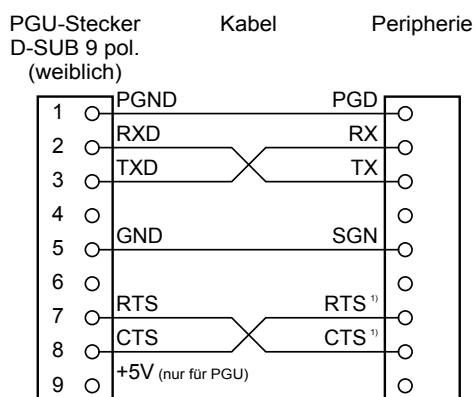 PGU-Stecker Kabel Peripherie
D-SUB 9 pol.
(weiblich)
1 PGND PGD
2 RXD RX
3 TXD TX
4
5 GND SGN
6
7 RTS RTS 1)
8 CTS CTS 1)
9 +5V (nur für PGU)